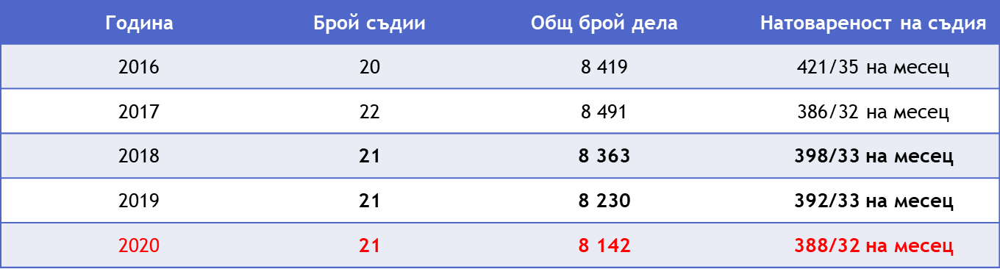 Година Брой съдии Общ брой дела Натовареност на съдия
2016 20 8 419 421/35 на месец
2017 22 8 491 386/32 на месец
2018 21 8 363 398/33 на месец
2019 21 8 230 392/33 на месец
2020 21 8 142 388/32 на месец